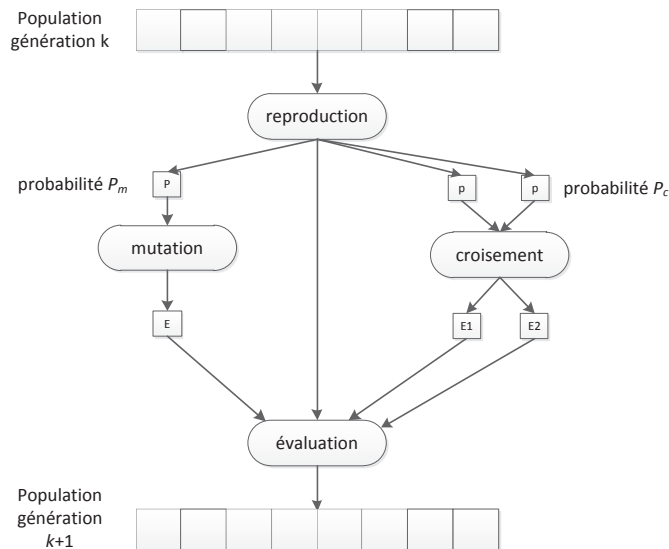 Population
génération k
reproduction
probabilité Pm
P
p
p
probabilité Pc
mutation
croisement
E
E1
E2
évaluation
Population
génération
k+1